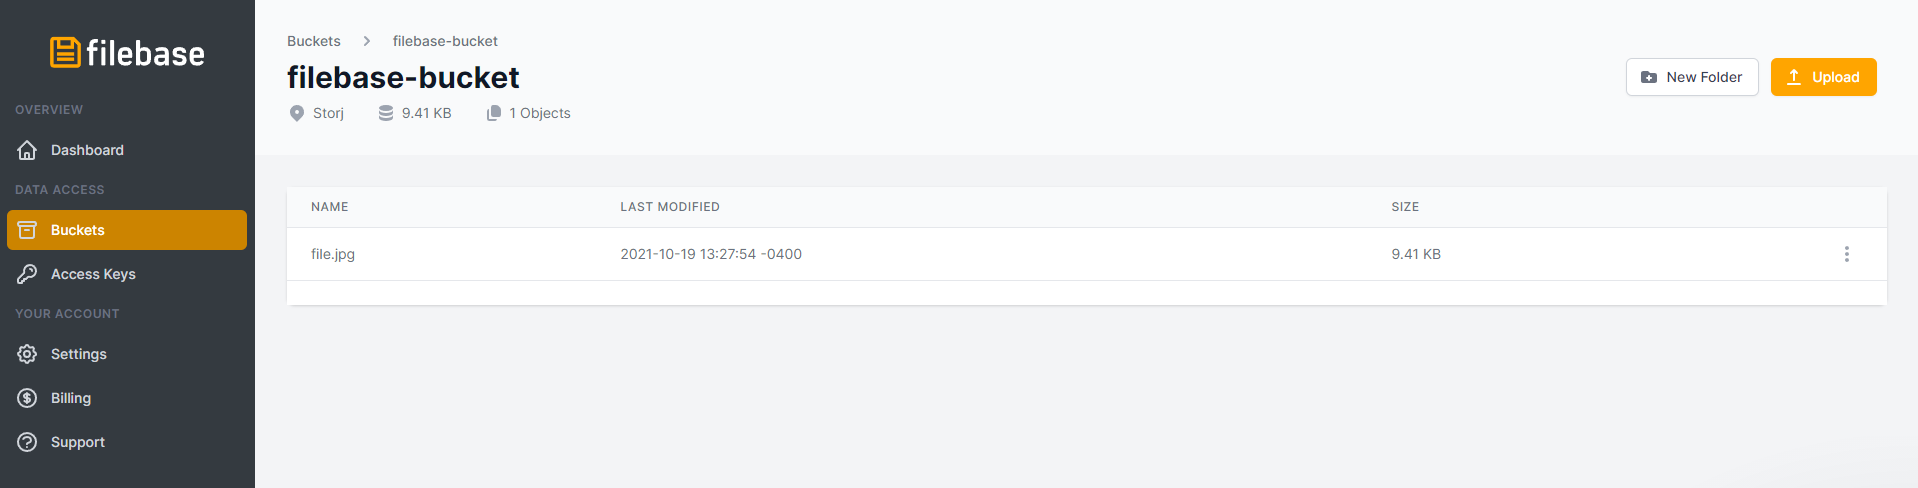 filebase
OVERVIEW
Dashboard
DATA ACCESS
Buckets
Access Keys
YOUR ACCOUNT
Settings
Billing
Support
Buckets > filebase-bucket
filebase-bucket
Storj 9.41 KB 1 Objects
New Folder Upload
NAME LAST MODIFIED SIZE
file.jpg 2021-10-19 13:27:54 -0400 9.41 KB